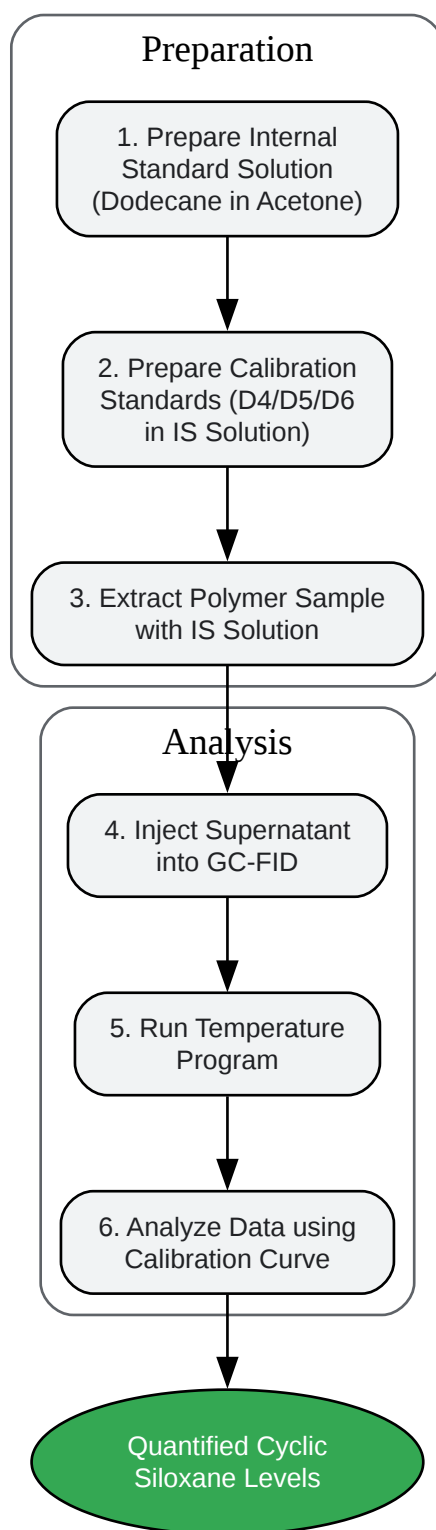 Preparation
1. Prepare Internal
Standard Solution
(Dodecane in Acetone)
2. Prepare Calibration
Standards (D4/D5/D6
in IS Solution)
3. Extract Polymer Sample
with IS Solution
Analysis
4. Inject Supernatant
into GC-FID
5. Run Temperature
Program
6. Analyze Data using
Calibration Curve
Quantified Cyclic
Siloxane Levels